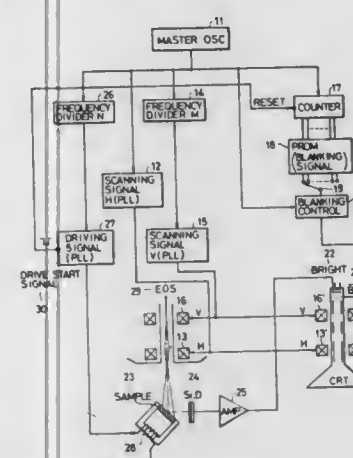 11
MASTER OSC
26
FREQUENCY
DIVIDER N
14
FREQUENCY
DIVIDER M
RESET
17
COUNTER
12
SCANNING
SIGNAL
H(PLL)
18
PROM
(BLANKING
SIGNAL
19
BLANKING
CONTROL
27
DRIVING
SIGNAL
(PLL)
15
SCANNING
SIGNAL
V(PLL)
DRIVE START
SIGNAL
30
22
BRIGHT
29
EOS
16
V
V
16'
13
H
H
13'
23
24
25
SAMPLE
S.D
AMP
CRT
28